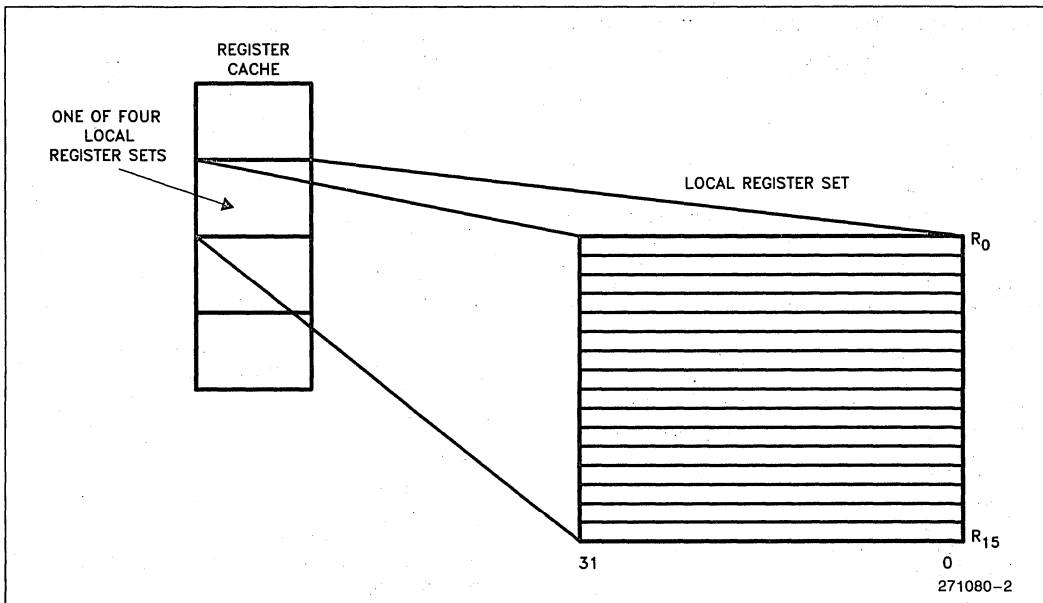 REGISTER
CACHE
ONE OF FOUR
LOCAL
REGISTER SETS
LOCAL REGISTER SET
R0
R15
31 0
271080-2